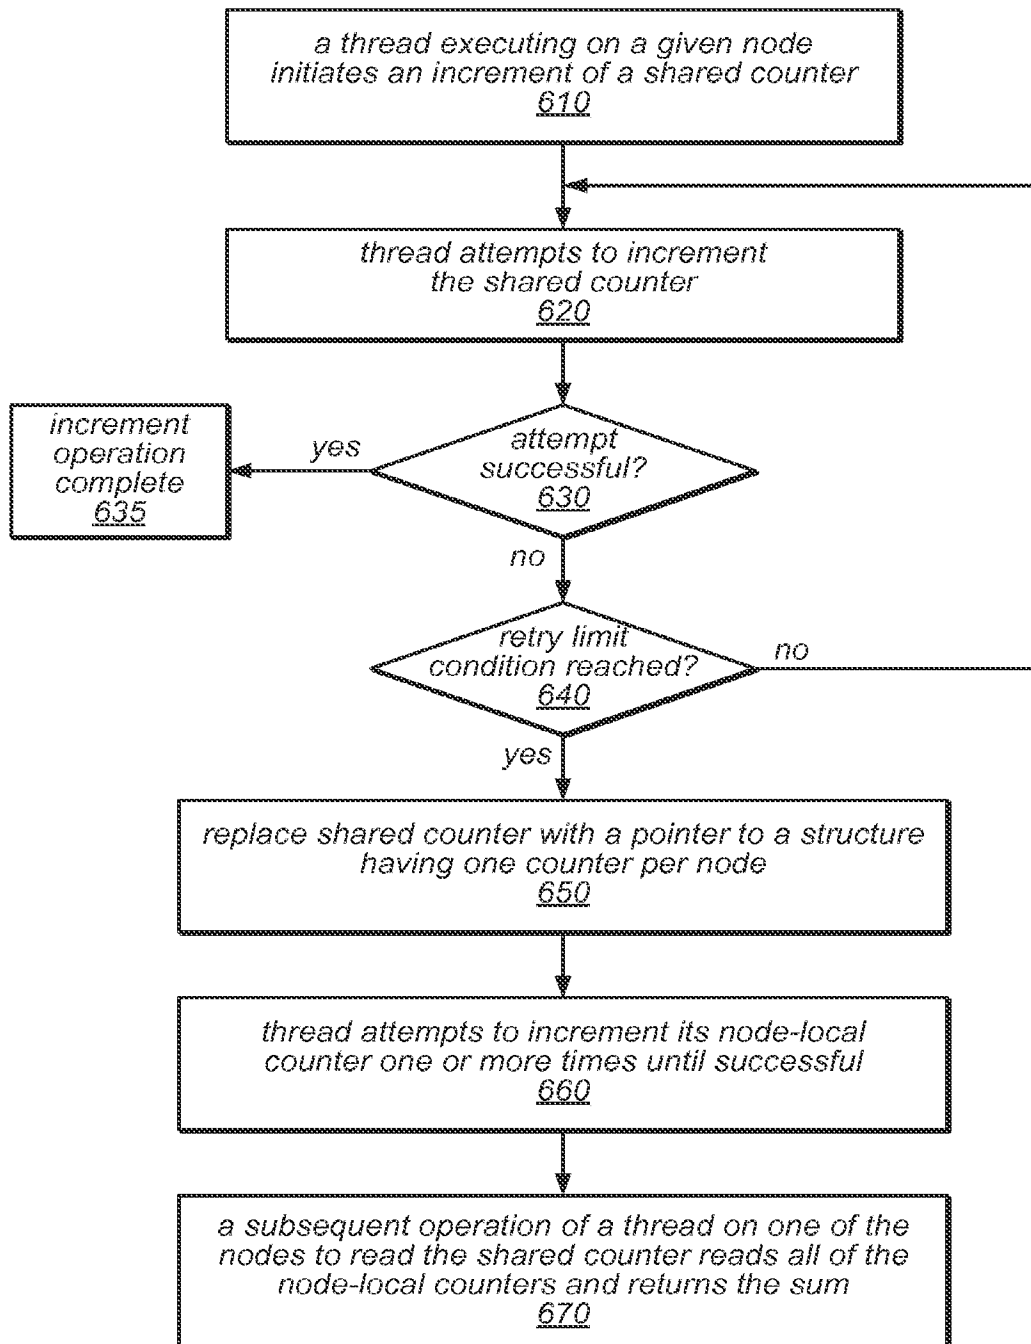 a thread executing on a given node
initiates an increment of a shared counter
610
thread attempts to increment
the shared counter
620
attempt
successful?
630
yes
increment
operation
complete
635
no
retry limit
condition reached?
640
no
yes
replace shared counter with a pointer to a structure
having one counter per node
650
thread attempts to increment its node-local
counter one or more times until successful
660
a subsequent operation of a thread on one of the
nodes to read the shared counter reads all of the
node-local counters and returns the sum
670